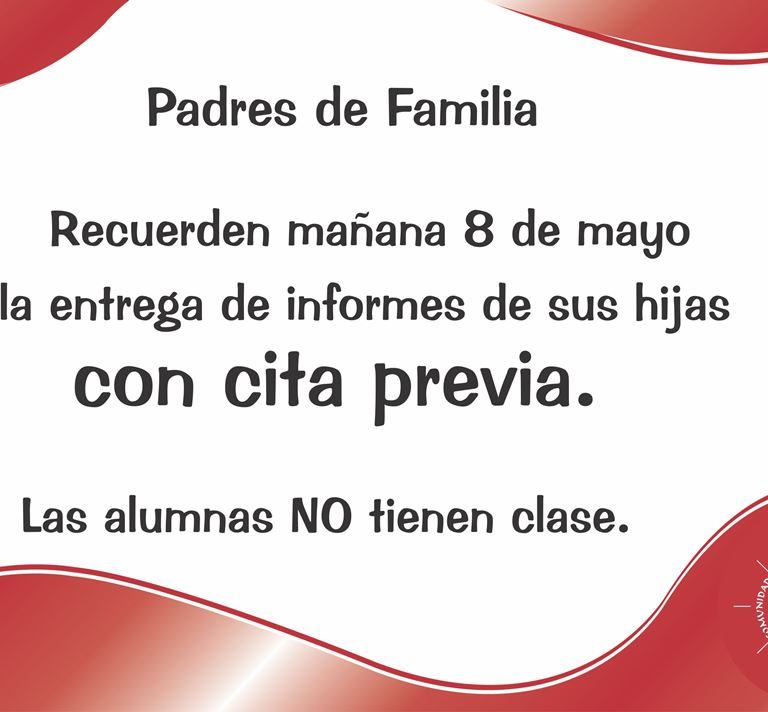 Padres de Familia
Recuerden mañana 8 de mayo
la entrega de informes de sus hijas
con cita previa.
Las alumnas NO tienen clase.